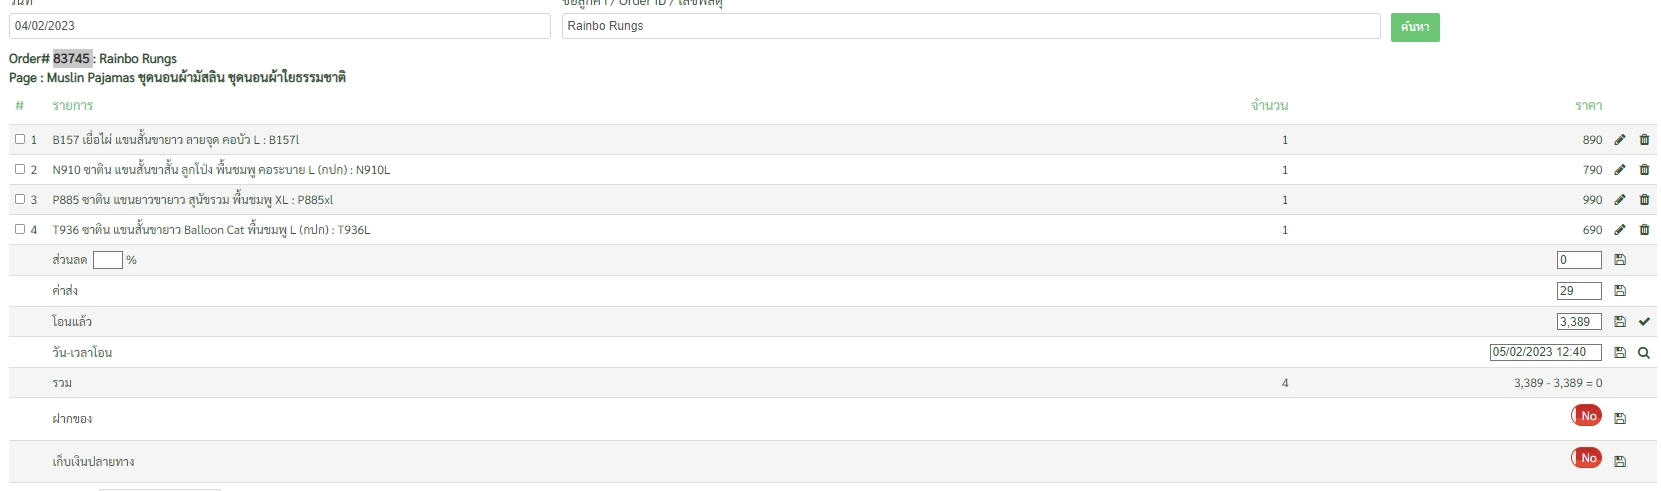 วันที่ ชื่อลูกค้า / Order ID / เลขพัสดุ
04/02/2023 Rainbo Rungs ค้นหา
Order# 83745 : Rainbo Rungs
Page : Muslin Pajamas ชุดนอนผ้ามัสลิน ชุดนอนผ้าใยธรรมชาติ
# รายการ จำนวน ราคา
1 B157 เยื่อไผ่ แขนสั้นขายาว ลายจุด คอบัว L : B157l 1 890
2 N910 ซาติน แขนสั้นขาสั้น ลูกโป่ง พื้นชมพู คอระบาย L (กปก) : N910L 1 790
3 P885 ซาติน แขนยาวขายาว สุนัขรวม พื้นชมพู XL : P885xl 1 990
4 T936 ซาติน แขนสั้นขายาว Balloon Cat พื้นชมพู L (กปก) : T936L 1 690
ส่วนลด % 0
ค่าส่ง 29
โอนแล้ว 3,389
วัน-เวลาโอน 05/02/2023 12:40
รวม 4 3,389 - 3,389 = 0
ฝากของ No
เก็บเงินปลายทาง No